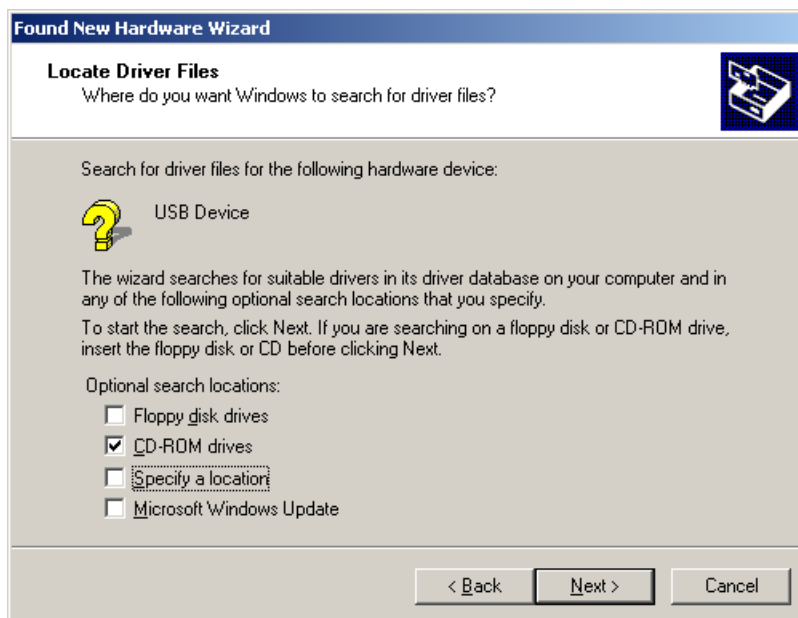 Found New Hardware Wizard
Locate Driver Files
Where do you want Windows to search for driver files?
Search for driver files for the following hardware device:
USB Device
The wizard searches for suitable drivers in its driver database on your computer and in
any of the following optional search locations that you specify.
To start the search, click Next. If you are searching on a floppy disk or CD-ROM drive,
insert the floppy disk or CD before clicking Next.
Optional search locations:
Floppy disk drives
CD-ROM drives
Specify a location
Microsoft Windows Update
< Back Next > Cancel